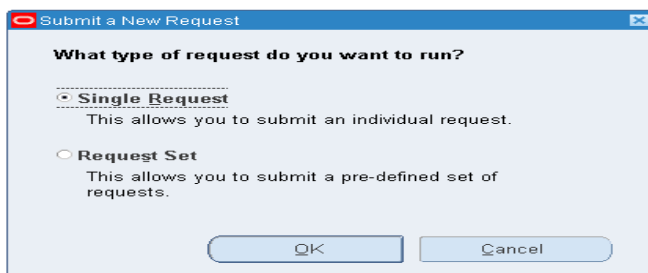 Submit a New Request
What type of request do you want to run?
Single Request
This allows you to submit an individual request.
Request Set
This allows you to submit a pre-defined set of
requests.
OK
Cancel